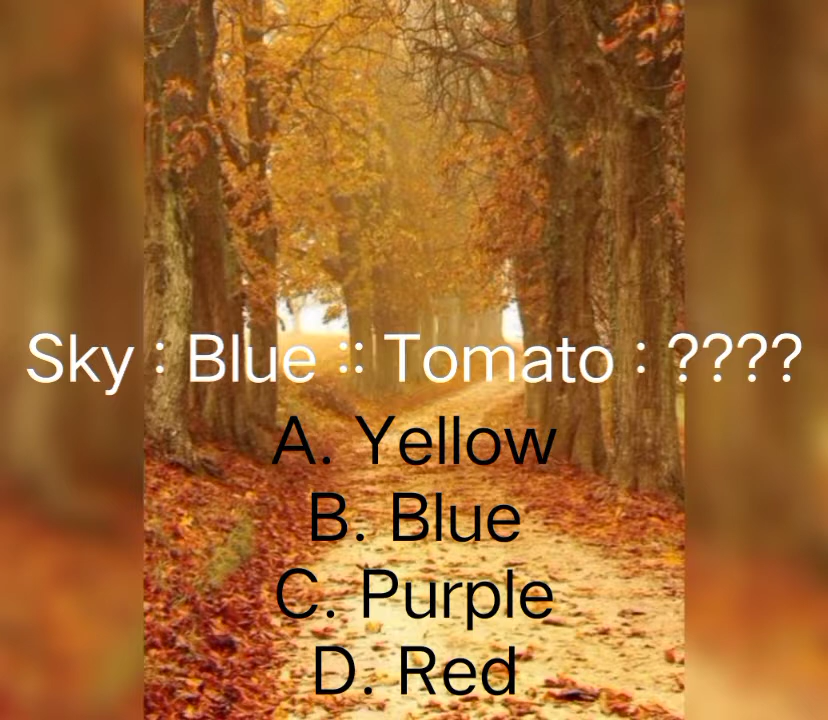 Sky : Blue :: Tomato : ????
A. Yellow
B. Blue
C. Purple
D. Red